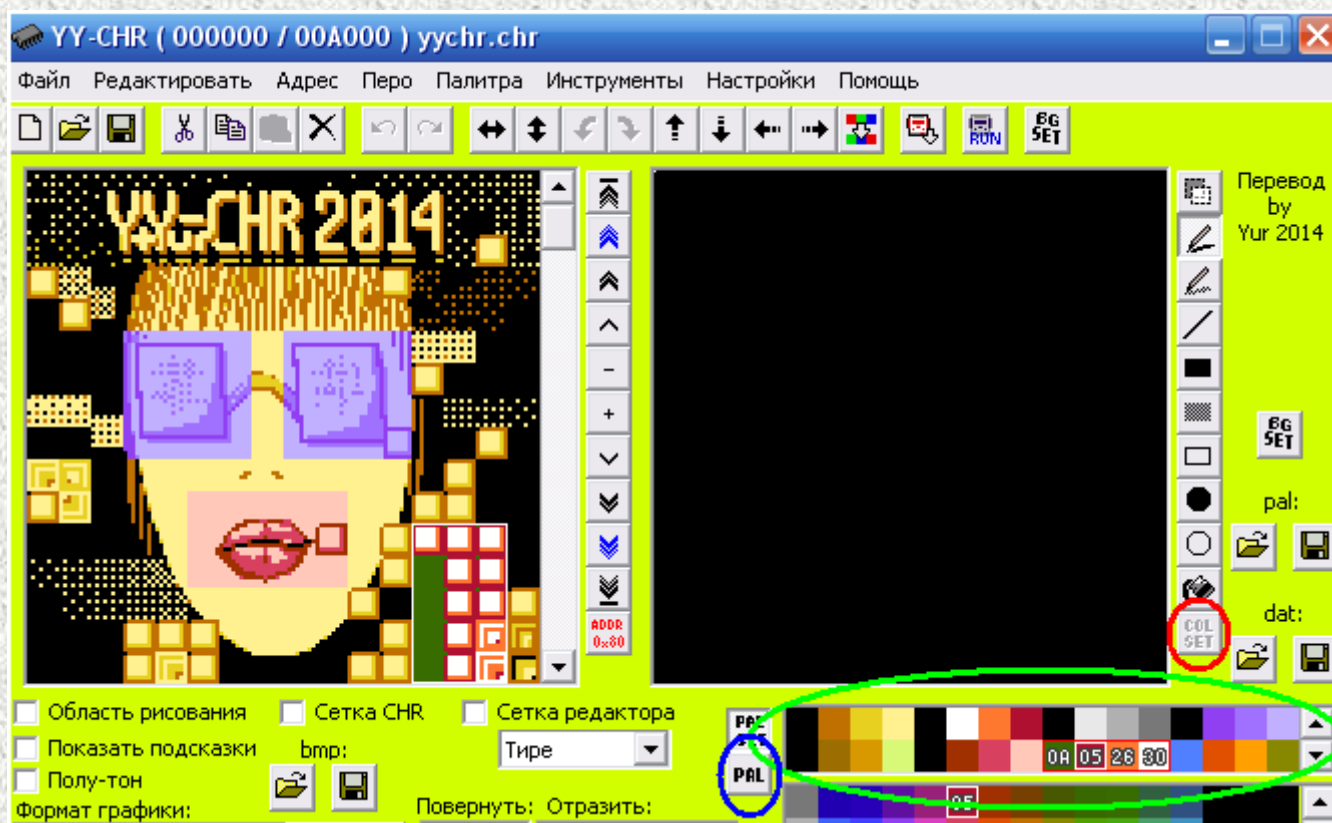 YY-CHR ( 000000 / 00A000 ) yychr.chr
Файл Редактировать Адрес Перо Палитра Инструменты Настройки Помощь
RUN
BG
SET
YY-CHR 2014
Перевод
by
Yur 2014
BG
SET
pal:
ADDR
0x80
COL
SET
dat:
Область рисования Сетка CHR Сетка редактора
Показать подсказки bmp: Тире
Полу-тон
PAL
0A 05 26 30
Формат графики: Повернуть: Отразить:
05